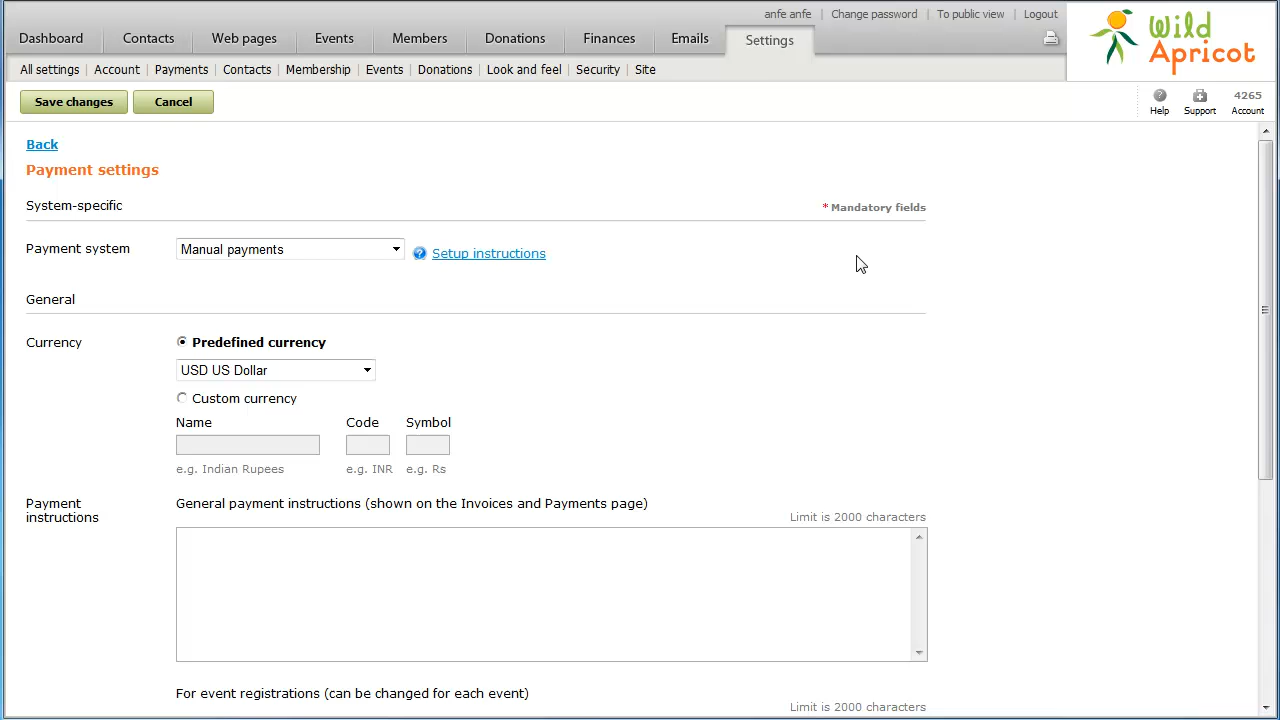 anfe anfe | Change password | To public view | Logout
Dashboard Contacts Web pages Events Members Donations Finances Emails Settings
Wild Apricot
All settings | Account | Payments | Contacts | Membership | Events | Donations | Look and feel | Security | Site
Save changes Cancel
4265
Help Support Account
Back
Payment settings
System-specific
* Mandatory fields
Payment system Manual payments ? Setup instructions
General
Currency Predefined currency
USD US Dollar
Custom currency
Name Code Symbol
e.g. Indian Rupees e.g. INR e.g. Rs
Payment instructions
General payment instructions (shown on the Invoices and Payments page)
Limit is 2000 characters
For event registrations (can be changed for each event)
Limit is 2000 characters